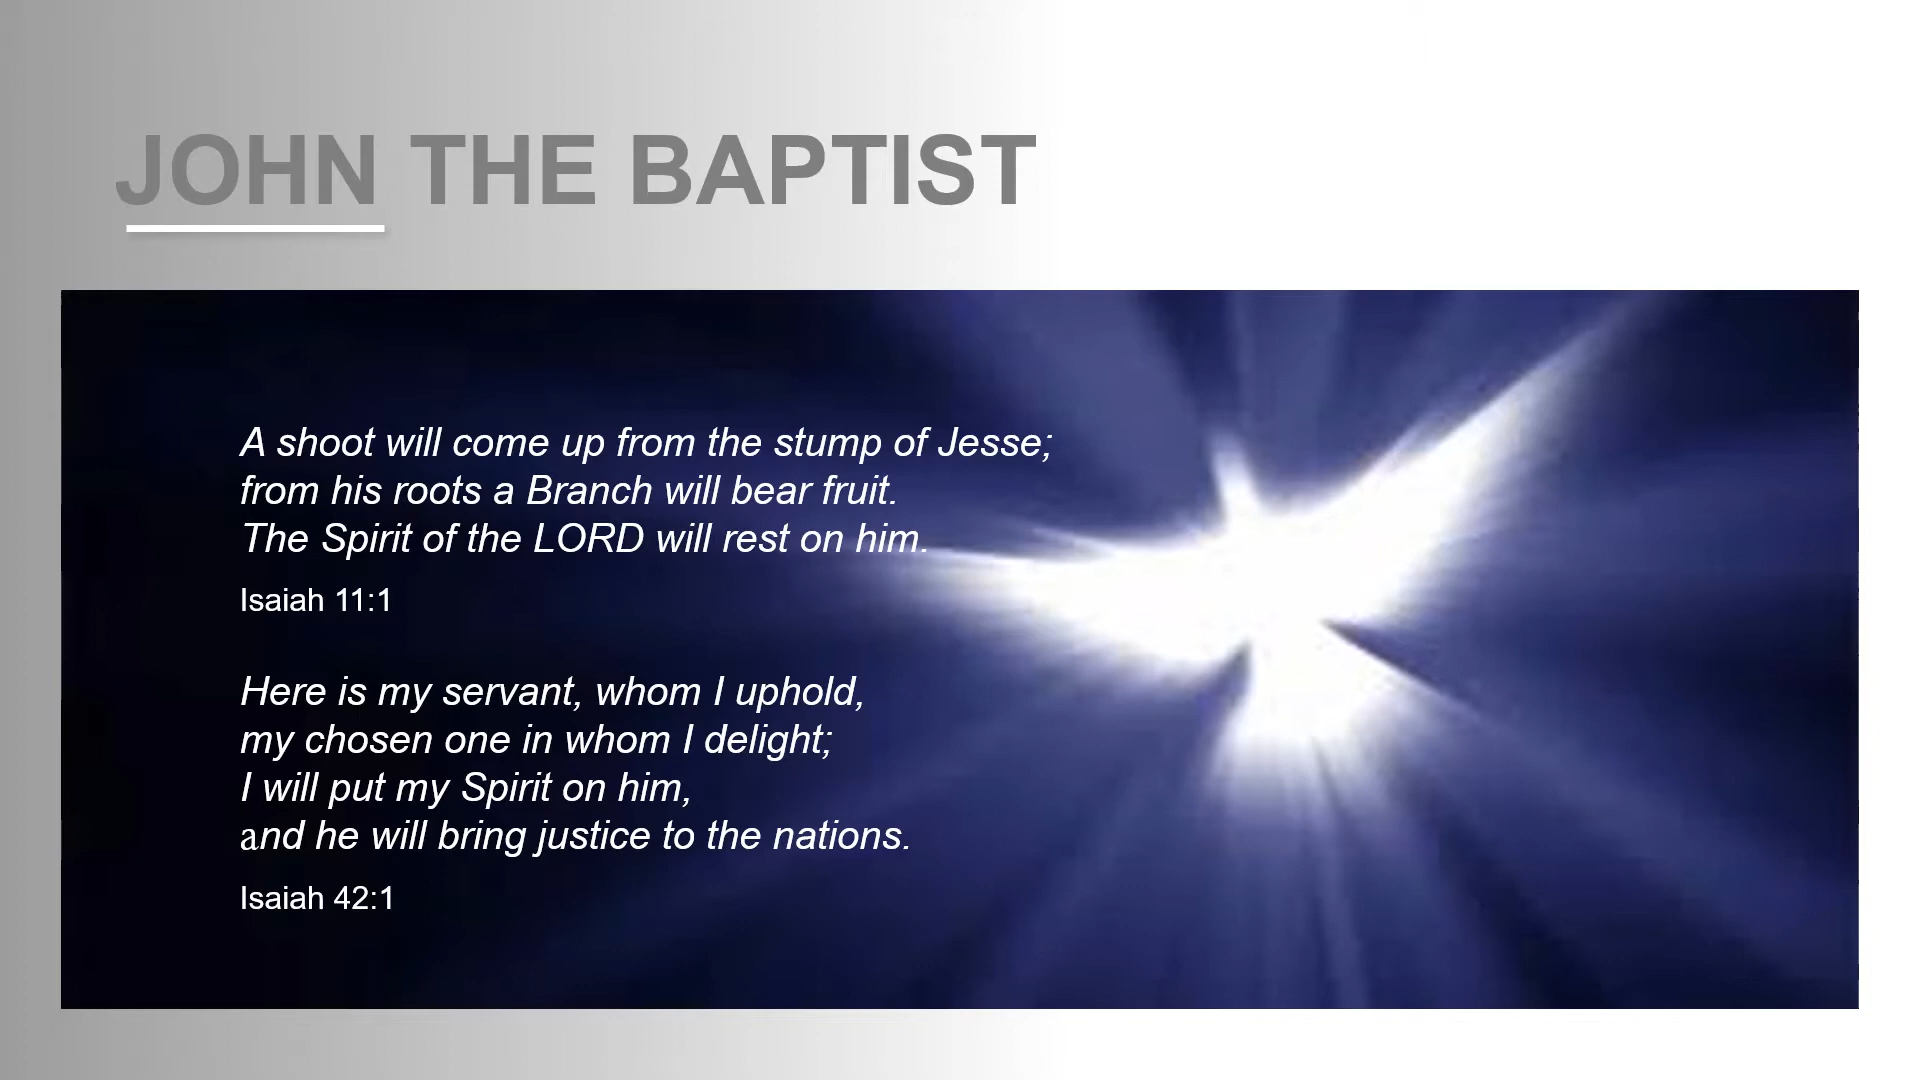 JOHN THE BAPTIST
A shoot will come up from the stump of Jesse;
from his roots a Branch will bear fruit.
The Spirit of the LORD will rest on him.
Isaiah 11:1
Here is my servant, whom I uphold,
my chosen one in whom I delight;
I will put my Spirit on him,
and he will bring justice to the nations.
Isaiah 42:1